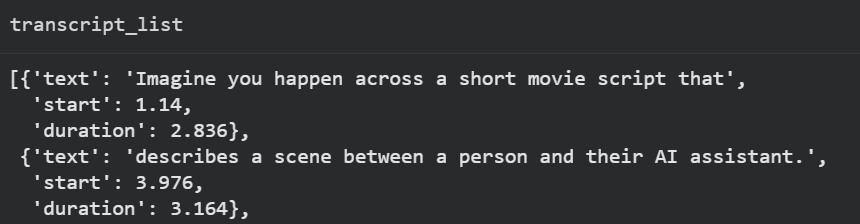 transcript_list
[{'text': 'Imagine you happen across a short movie script that',
  'start': 1.14,
  'duration': 2.836},
 {'text': 'describes a scene between a person and their AI assistant.',
  'start': 3.976,
  'duration': 3.164},